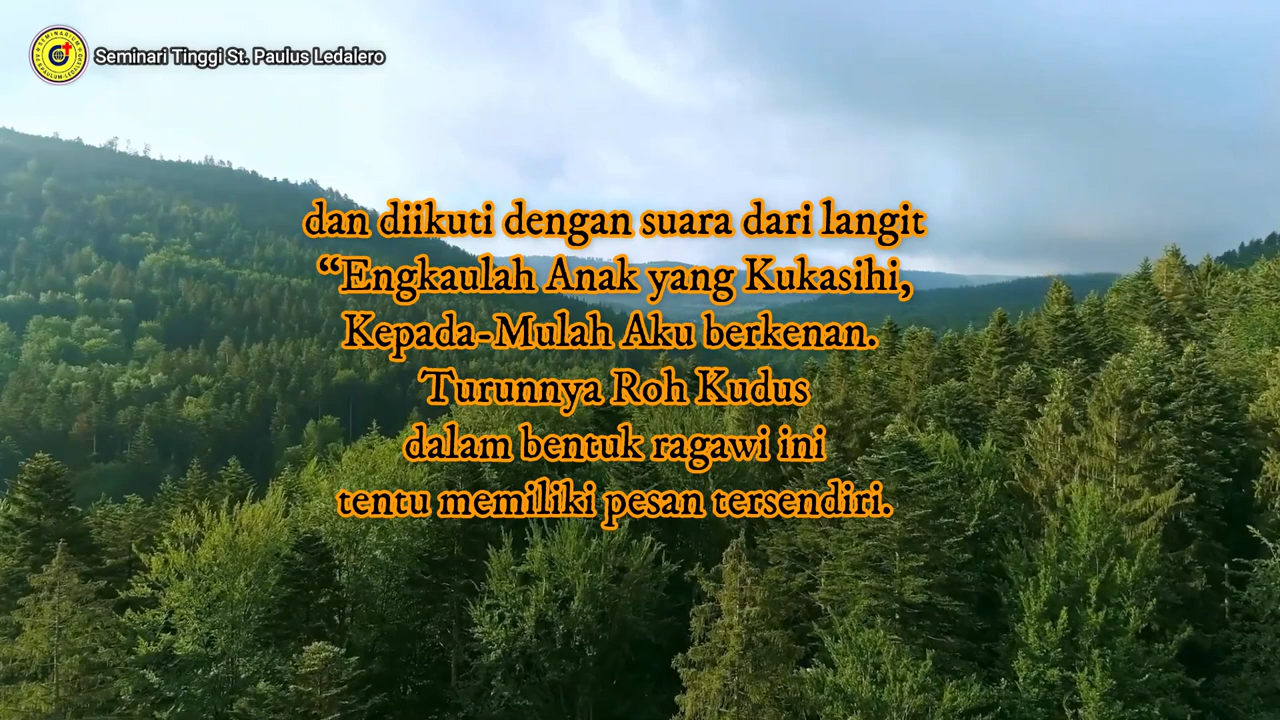 Seminari Tinggi St. Paulus Ledalero
dan diikuti dengan suara dari langit
“Engkaulah Anak yang Kukasihi,
Kepada-Mulah Aku berkenan.
Turunnya Roh Kudus
dalam bentuk ragawi ini
tentu memiliki pesan tersendiri.